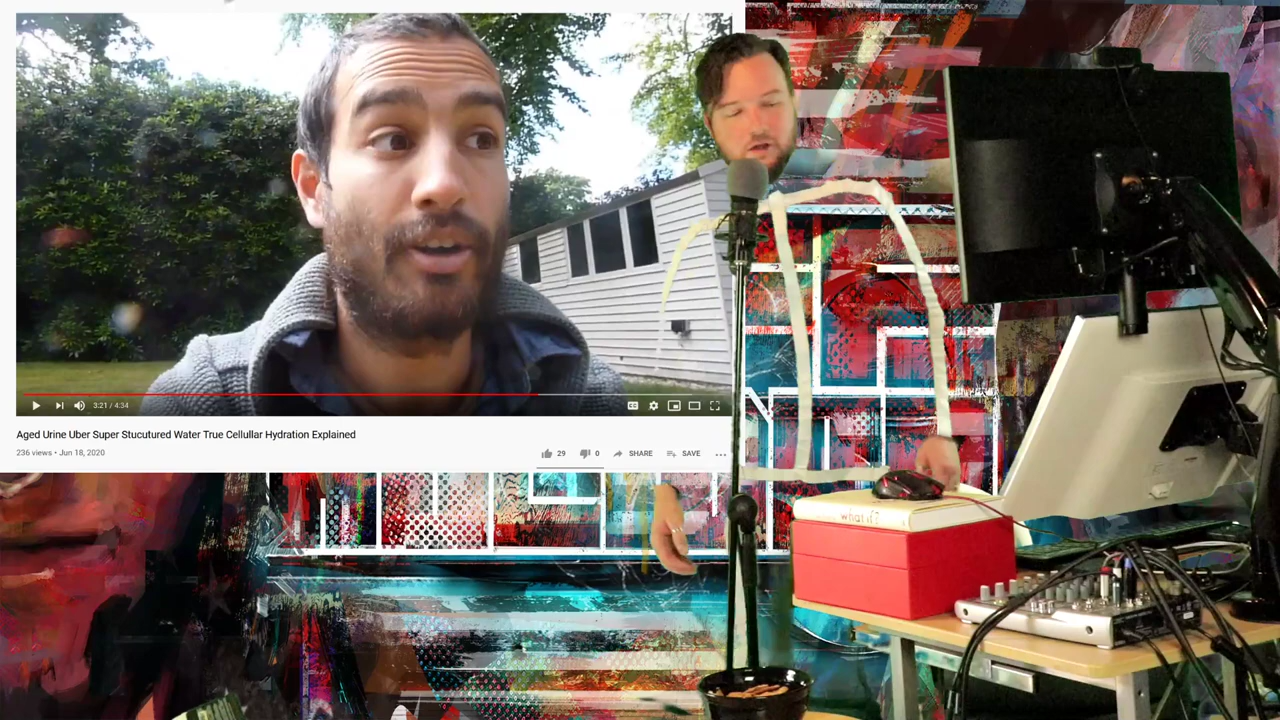 3:21 / 4:34
Aged Urine Uber Super Stucutured Water True Cellullar Hydration Explained
236 views • Jun 18, 2020
29
0
SHARE
SAVE
what if?